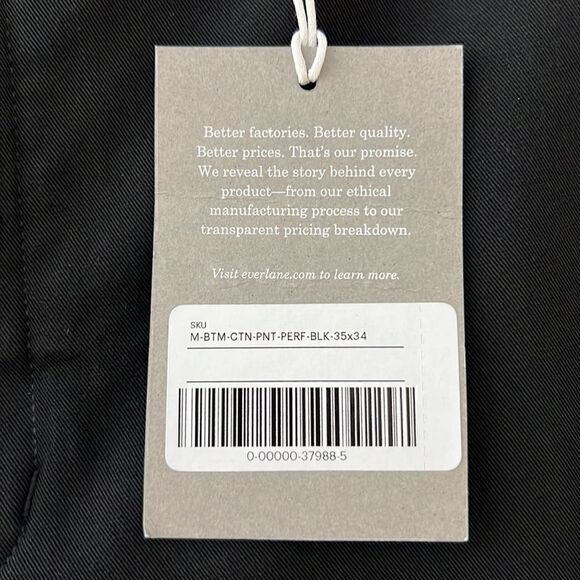 Better factories. Better quality.
Better prices. That's our promise.
We reveal the story behind every
product—from our ethical
manufacturing process to our
transparent pricing breakdown.
Visit everlane.com to learn more.
SKU
M-BTM-CTN-PNT-PERF-BLK-35x34
0-00000-37988-5